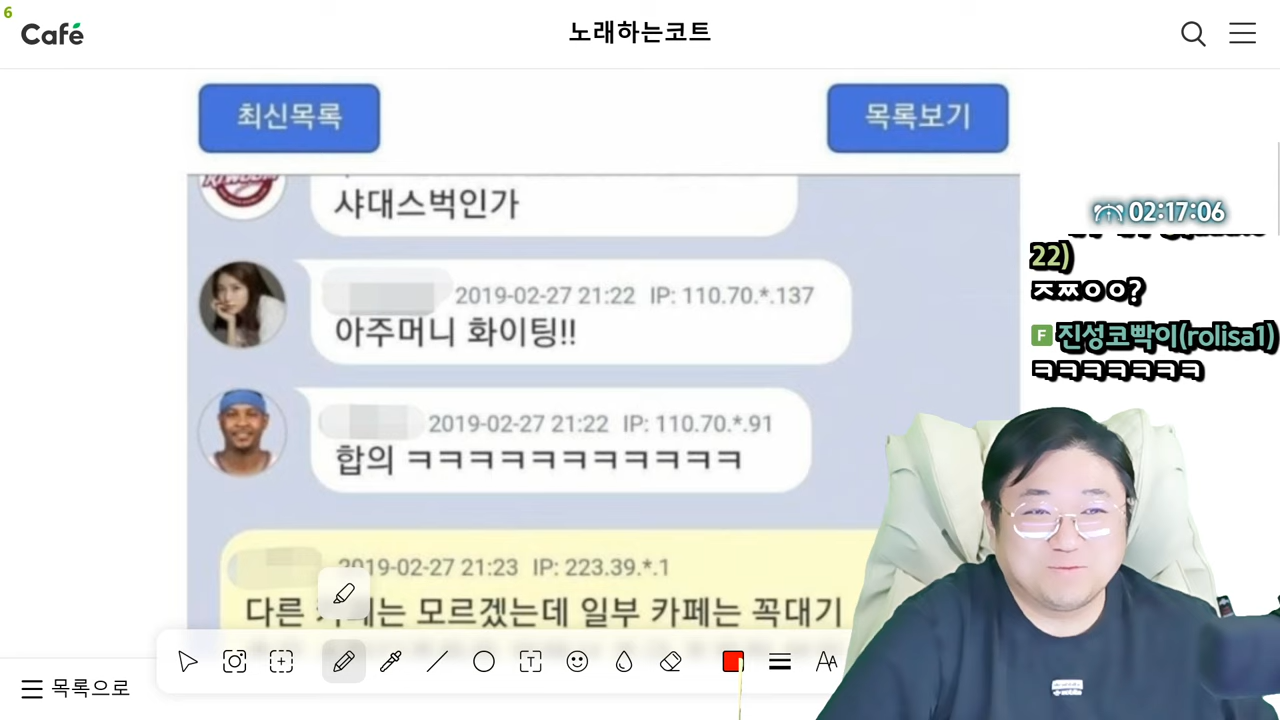 6
Café
노래하는코트
최신목록
목록보기
샤대스벅인가
02:17:06
22)
ㅈㅉㅇㅇ?
2019-02-27 21:22 IP: 110.70.*.137
아주머니 화이팅!!
F 진성코빡이(rolisa1)
ㅋㅋㅋㅋㅋㅋㅋ
2019-02-27 21:22 IP: 110.70.*.91
합의 ㅋㅋㅋㅋㅋㅋㅋㅋㅋㅋㅋ
2019-02-27 21:23 IP: 223.39.*.1
다른 는 모르겠는데 일부 카페는 꼭대기
T
AA
목록으로